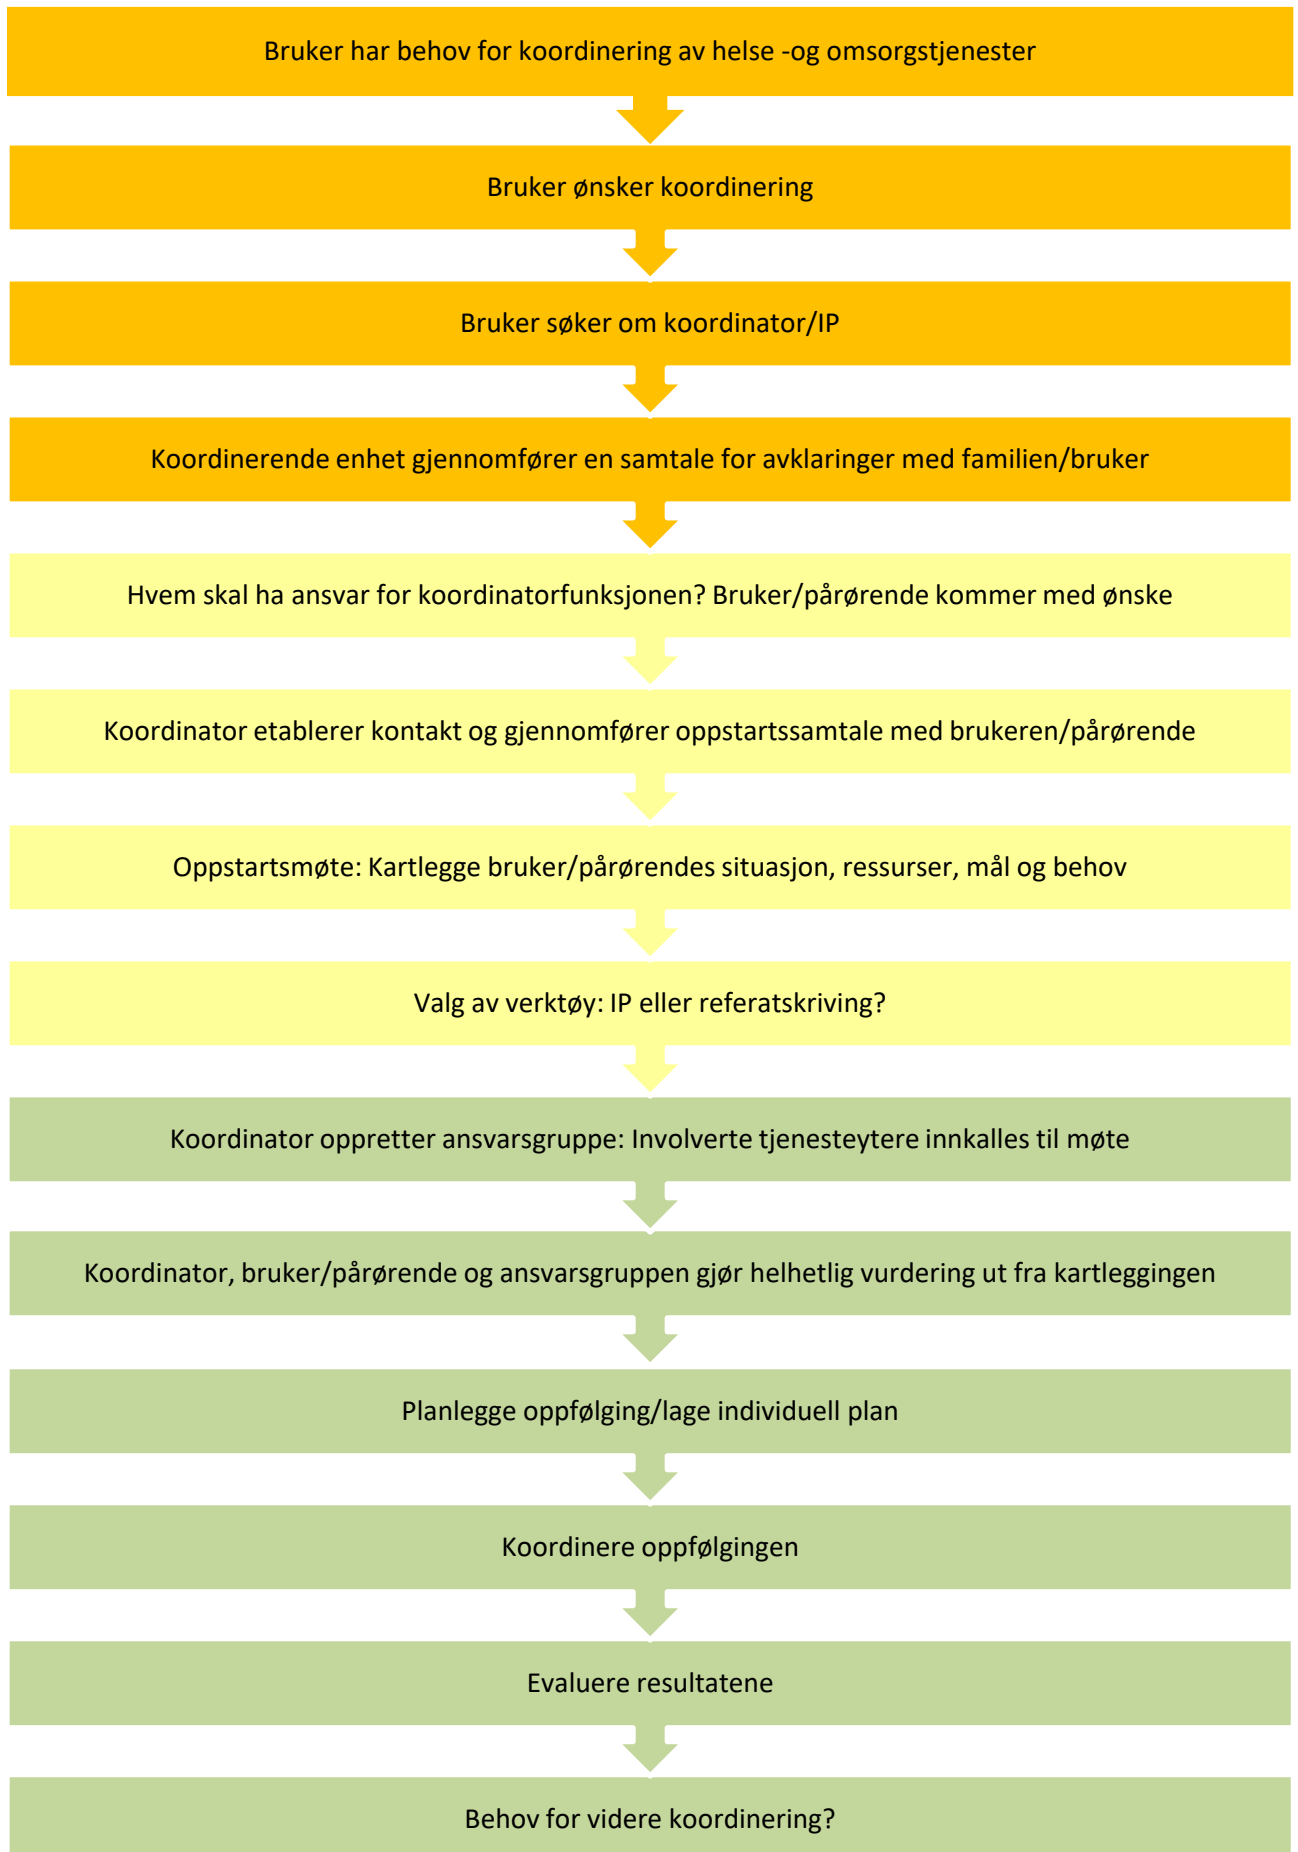 Bruker har behov for koordinering av helse -og omsorgstjenester
Bruker ønsker koordinering
Bruker søker om koordinator/IP
Koordinerende enhet gjennomfører en samtale for avklaringer med familien/bruker
Hvem skal ha ansvar for koordinatorfunksjonen? Bruker/pårørende kommer med ønske
Koordinator etablerer kontakt og gjennomfører oppstartssamtale med brukeren/pårørende
Oppstartsmøte: Kartlegge bruker/pårørendes situasjon, ressurser, mål og behov
Valg av verktøy: IP eller referatskriving?
Koordinator oppretter ansvarsgruppe: Involverte tjenesteytere innkalles til møte
Koordinator, bruker/pårørende og ansvarsgruppen gjør helhetlig vurdering ut fra kartleggingen
Planlegge oppfølging/lage individuell plan
Koordinere oppfølgingen
Evaluere resultatene
Behov for videre koordinering?